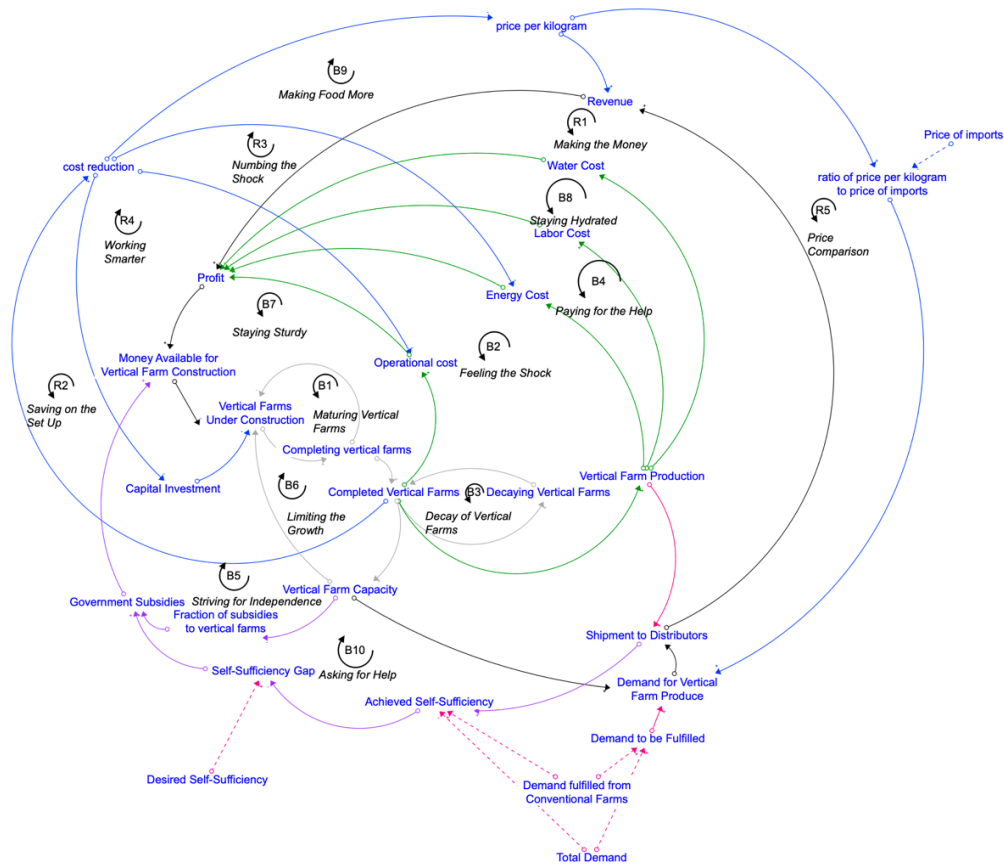 price per kilogram
B9
Making Food More
Revenue
R1
Making the Money
Price of imports
R3
Numbing the
Shock
cost reduction
Water Cost
ratio of price per kilogram
to price of imports
B8
Staying Hydrated
R4
Working
Smarter
R5
Price
Comparison
Labor Cost
Profit
B4
Paying for the Help
Energy Cost
B7
Staying Sturdy
B2
Feeling the Shock
Money Available for
Vertical Farm Construction
Operational cost
R2
Saving on the
Set Up
B1
Maturing Vertical
Farms
Vertical Farms
Under Construction
Completing vertical farms
Capital Investment
B6
Limiting the
Growth
Completed Vertical Farms
B3
Decay of Vertical
Farms
Decaying Vertical Farms
Vertical Farm Production
B5
Striving for Independence
Vertical Farm Capacity
Government Subsidies
Fraction of subsidies
to vertical farms
Shipment to Distributors
B10
Asking for Help
Self-Sufficiency Gap
Demand for Vertical
Farm Produce
Achieved Self-Sufficiency
Demand to be Fulfilled
Desired Self-Sufficiency
Demand fulfilled from
Conventional Farms
Total Demand